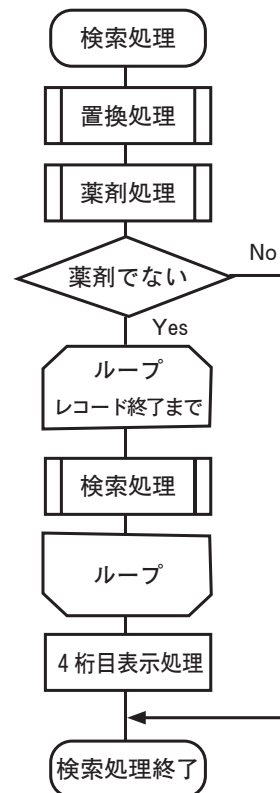 検索処理
置換処理
薬剤処理
薬剤でない
No
Yes
ループ
レコード終了まで
検索処理
ループ
4桁目表示処理
検索処理終了